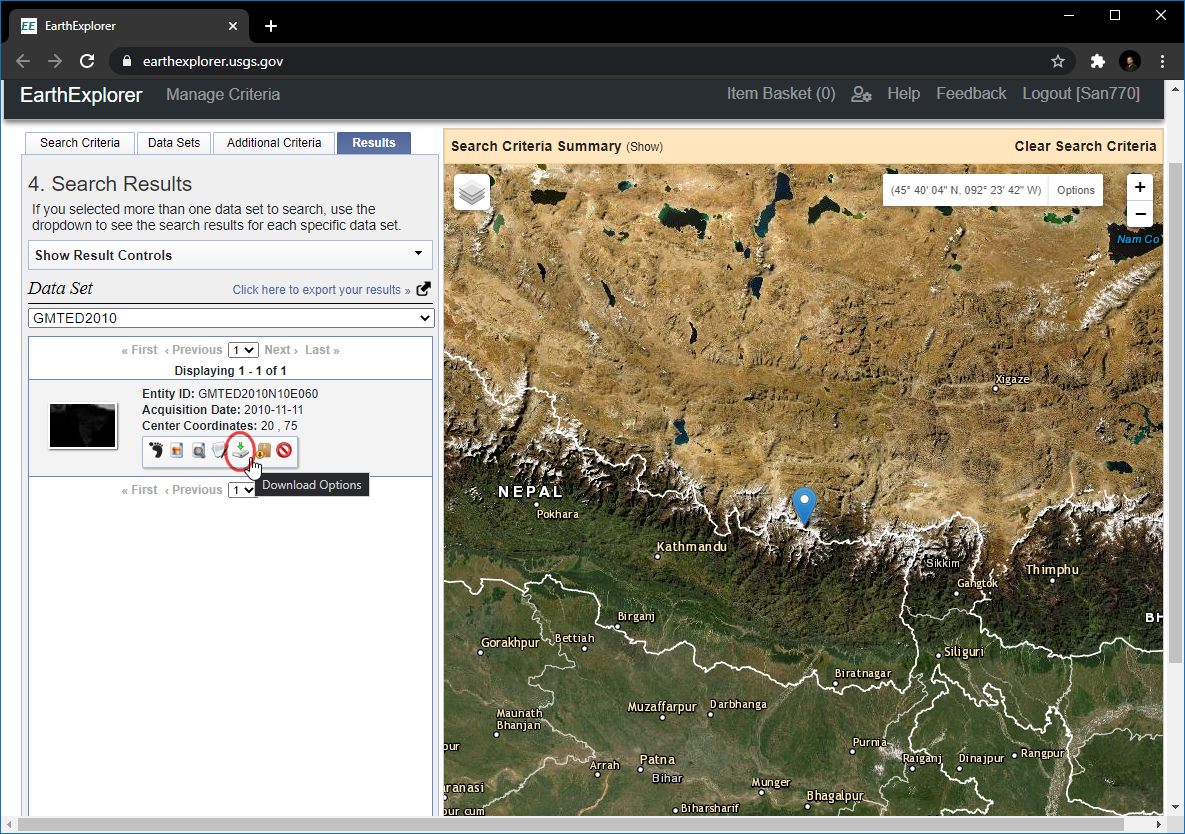 EE EarthExplorer
earthexplorer.usgs.gov
EarthExplorer Manage Criteria Item Basket (0) Help Feedback Logout [San770]
Search Criteria Data Sets Additional Criteria Results
4. Search Results
If you selected more than one data set to search, use the
dropdown to see the search results for each specific data set.
Show Result Controls
Data Set Click here to export your results »
GMTED2010
« First ‹ Previous 1 Next › Last »
Displaying 1 - 1 of 1
Entity ID: GMTED2010N10E060
Acquisition Date: 2010-11-11
Center Coordinates: 20 , 75
Download Options
« First ‹ Previous 1
Search Criteria Summary (Show) Clear Search Criteria
(45° 40' 04" N, 092° 23' 42" W) Options
+
−
Nam Co
Xigaze
NEPAL
Pokhara
Kathmandu
Sikkim
Thimphu
Gangtok
BH
Birganj
Gorakhpur
Bettiah
Siliguri
Biratnagar
Muzaffarpur
Darbhanga
Maunath
Bhanjan
Purnia
Raiganj
Dinajpur
Rangpur
pur
Patna
Arrah
Bihar
Munger
Bhagalpur
aranasi
Biharsharif
pur cum